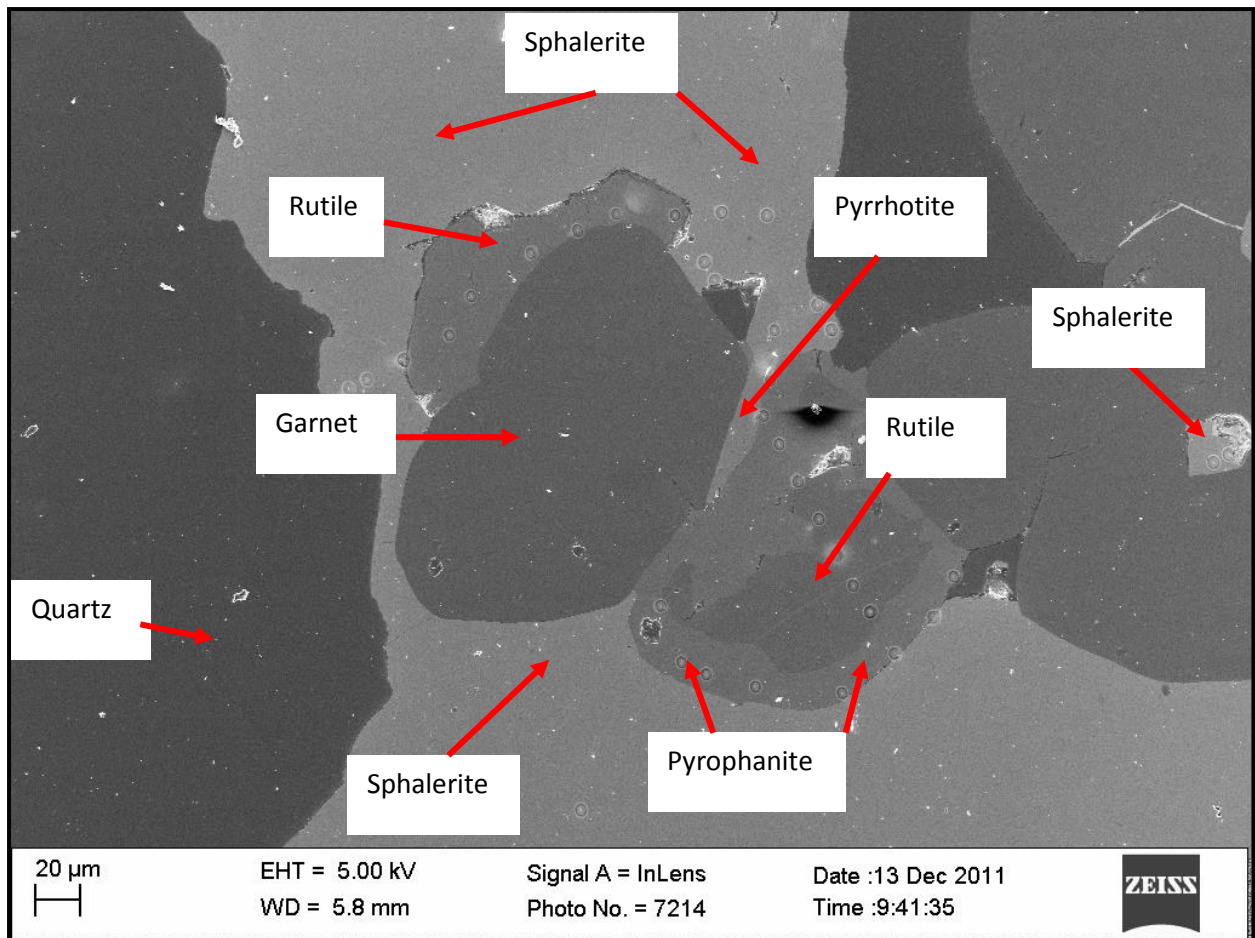 Sphalerite
Rutile
Pyrrhotite
Sphalerite
Garnet
Rutile
Quartz
Pyrophanite
Sphalerite
20 µm
EHT = 5.00 kV
Signal A = InLens
Date :13 Dec 2011
WD = 5.8 mm
Photo No. = 7214
Time :9:41:35
ZEISS